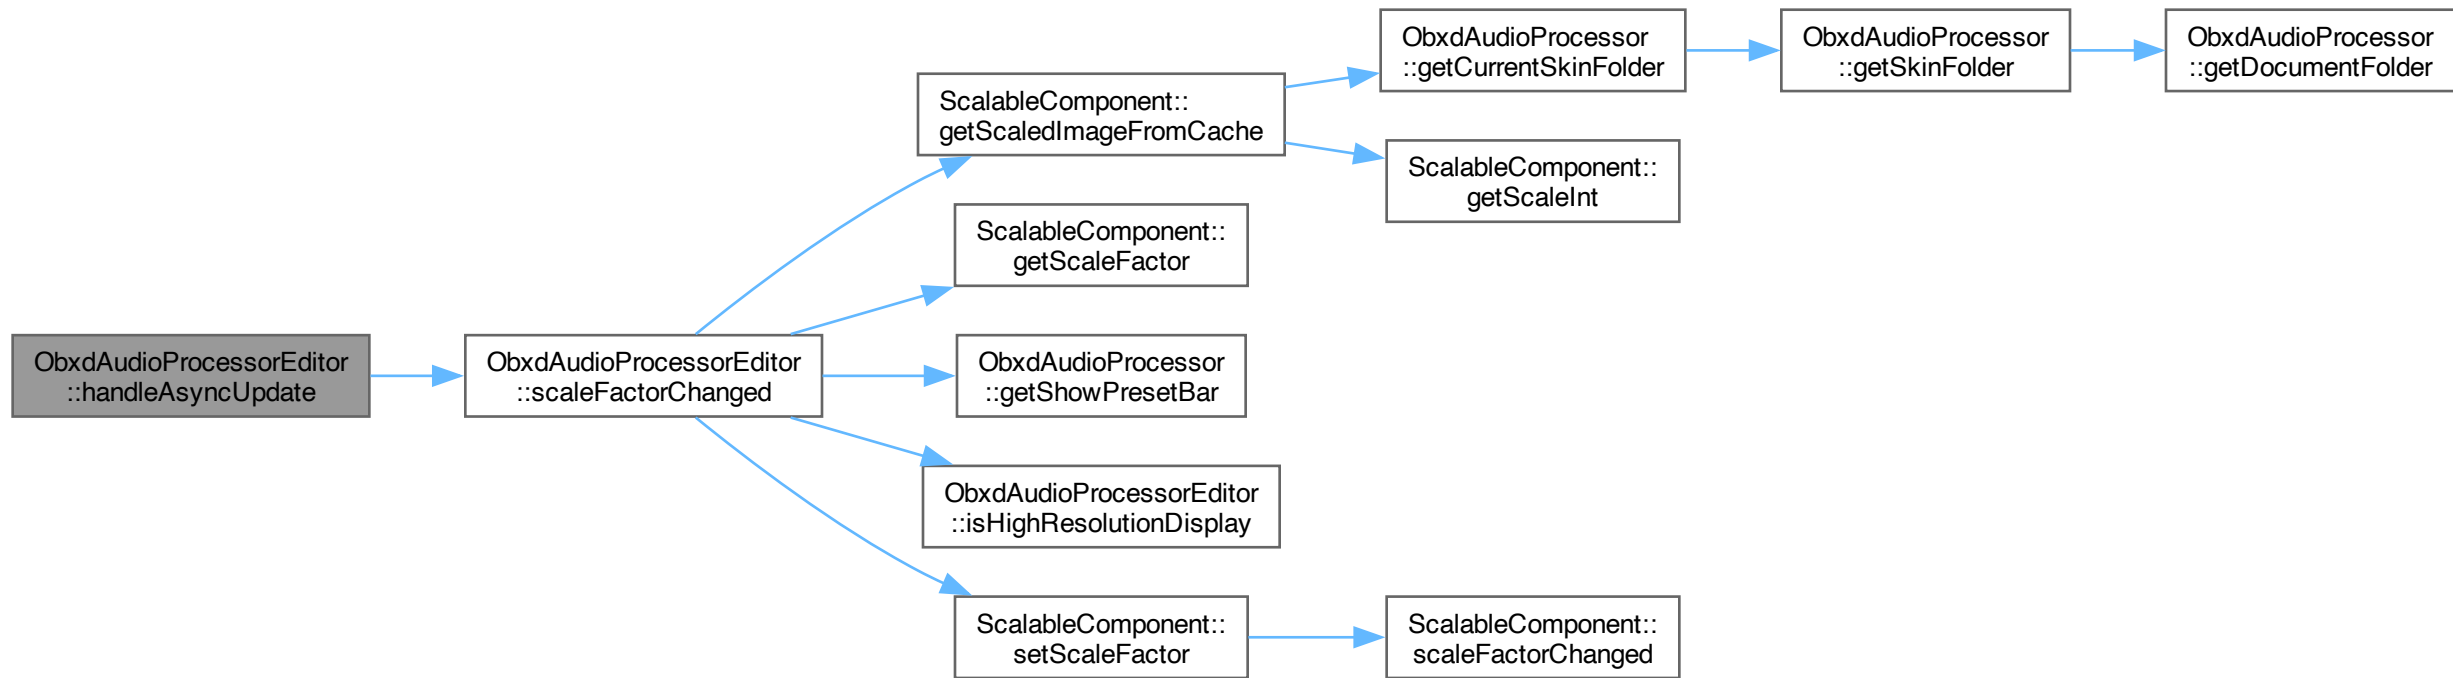 ObxdAudioProcessorEditor
::handleAsyncUpdate
ObxdAudioProcessorEditor
::scaleFactorChanged
ScalableComponent::
getScaledImageFromCache
ObxdAudioProcessor
::getCurrentSkinFolder
ObxdAudioProcessor
::getSkinFolder
ObxdAudioProcessor
::getDocumentFolder
ScalableComponent::
getScaleInt
ScalableComponent::
getScaleFactor
ObxdAudioProcessor
::getShowPresetBar
ObxdAudioProcessorEditor
::isHighResolutionDisplay
ScalableComponent::
setScaleFactor
ScalableComponent::
scaleFactorChanged